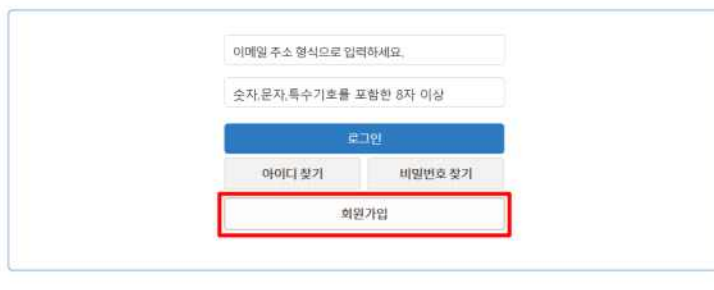 이메일 주소 형식으로 입력하세요.
숫자,문자,특수기호를 포함한 8자 이상
로그인
아이디 찾기 비밀번호 찾기
회원가입